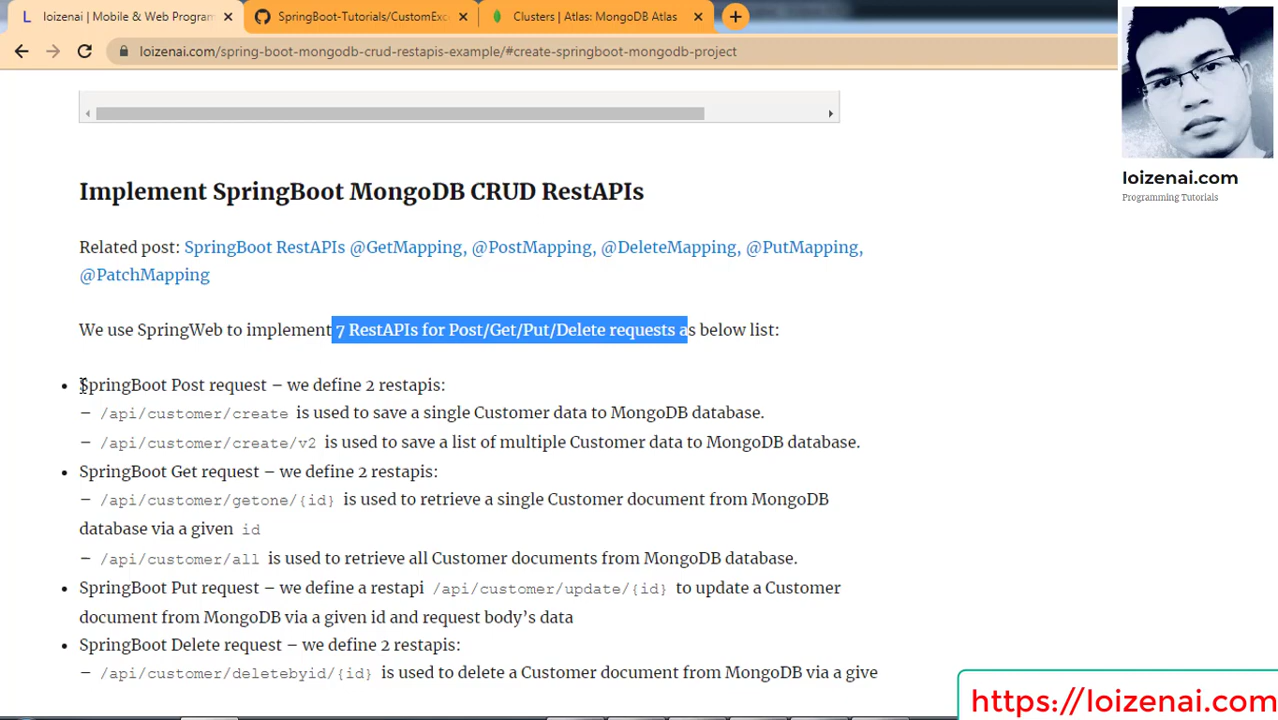 loizenai | Mobile & Web Program
SpringBoot-Tutorials/CustomExc
Clusters | Atlas: MongoDB Atlas
loizenai.com/spring-boot-mongodb-crud-restapis-example/#create-springboot-mongodb-project
loizenai.com
Programming Tutorials
Implement SpringBoot MongoDB CRUD RestAPIs
Related post: SpringBoot RestAPIs @GetMapping, @PostMapping, @DeleteMapping, @PutMapping,
@PatchMapping
We use SpringWeb to implement 7 RestAPIs for Post/Get/Put/Delete requests as below list:
• SpringBoot Post request – we define 2 restapis:
– /api/customer/create is used to save a single Customer data to MongoDB database.
– /api/customer/create/v2 is used to save a list of multiple Customer data to MongoDB database.
• SpringBoot Get request – we define 2 restapis:
– /api/customer/getone/{id} is used to retrieve a single Customer document from MongoDB
database via a given id
– /api/customer/all is used to retrieve all Customer documents from MongoDB database.
• SpringBoot Put request – we define a restapi /api/customer/update/{id} to update a Customer
document from MongoDB via a given id and request body's data
• SpringBoot Delete request – we define 2 restapis:
– /api/customer/deletebyid/{id} is used to delete a Customer document from MongoDB via a give
https://loizenai.com